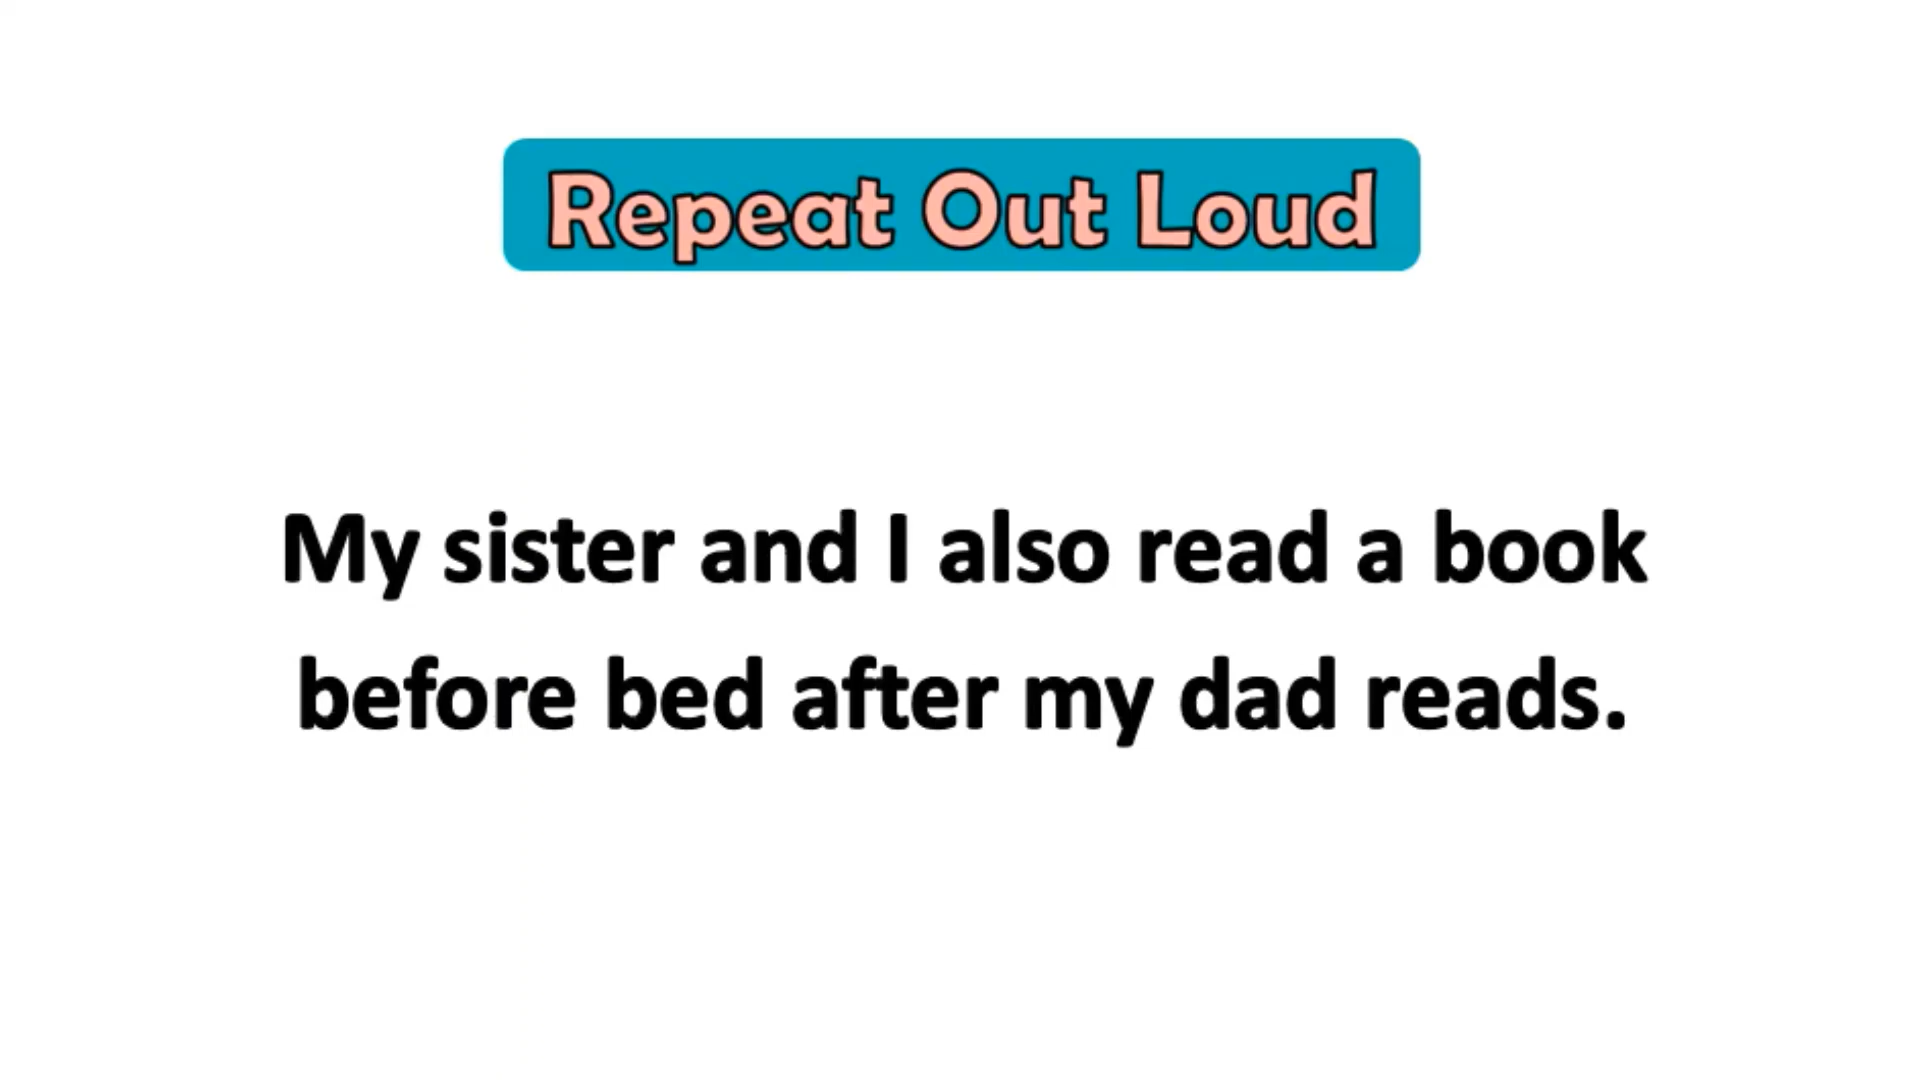 Repeat Out Loud
My sister and I also read a book
before bed after my dad reads.